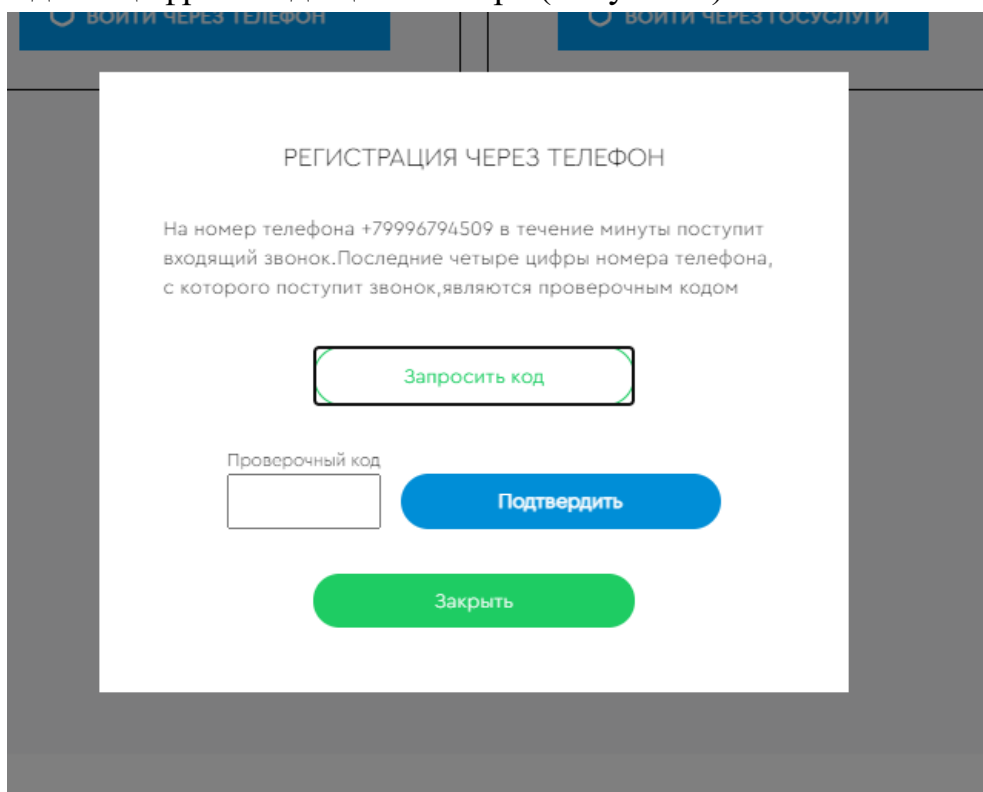 ВОЙТИ ЧЕРЕЗ ТЕЛЕФОН
ВОЙТИ ЧЕРЕЗ ГОСУСЛУГИ
РЕГИСТРАЦИЯ ЧЕРЕЗ ТЕЛЕФОН
На номер телефона +79996794509 в течение минуты поступит
входящий звонок.Последние четыре цифры номера телефона,
с которого поступит звонок,являются проверочным кодом
Запросить код
Проверочный код
Подтвердить
Закрыть